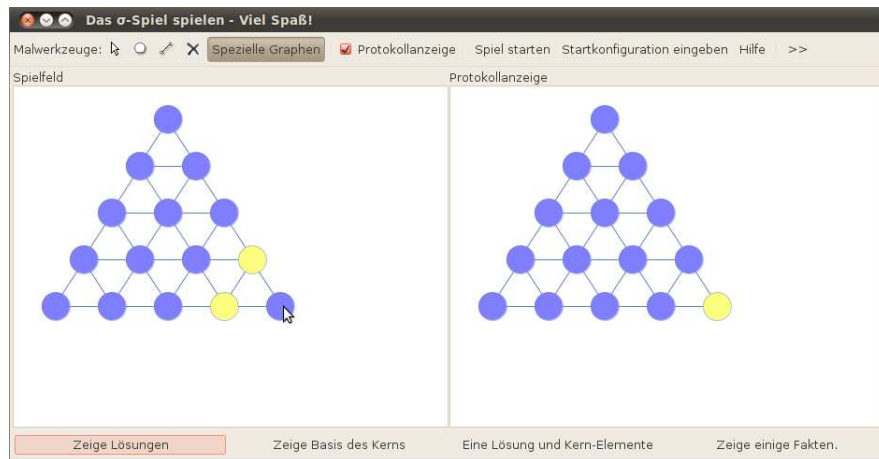 Das σ-Spiel spielen - Viel Spaß!
Malwerkzeuge: Spezielle Graphen Protokollanzeige Spiel starten Startkonfiguration eingeben Hilfe >>
Spielfeld Protokollanzeige
Zeige Lösungen Zeige Basis des Kerns Eine Lösung und Kern-Elemente Zeige einige Fakten.